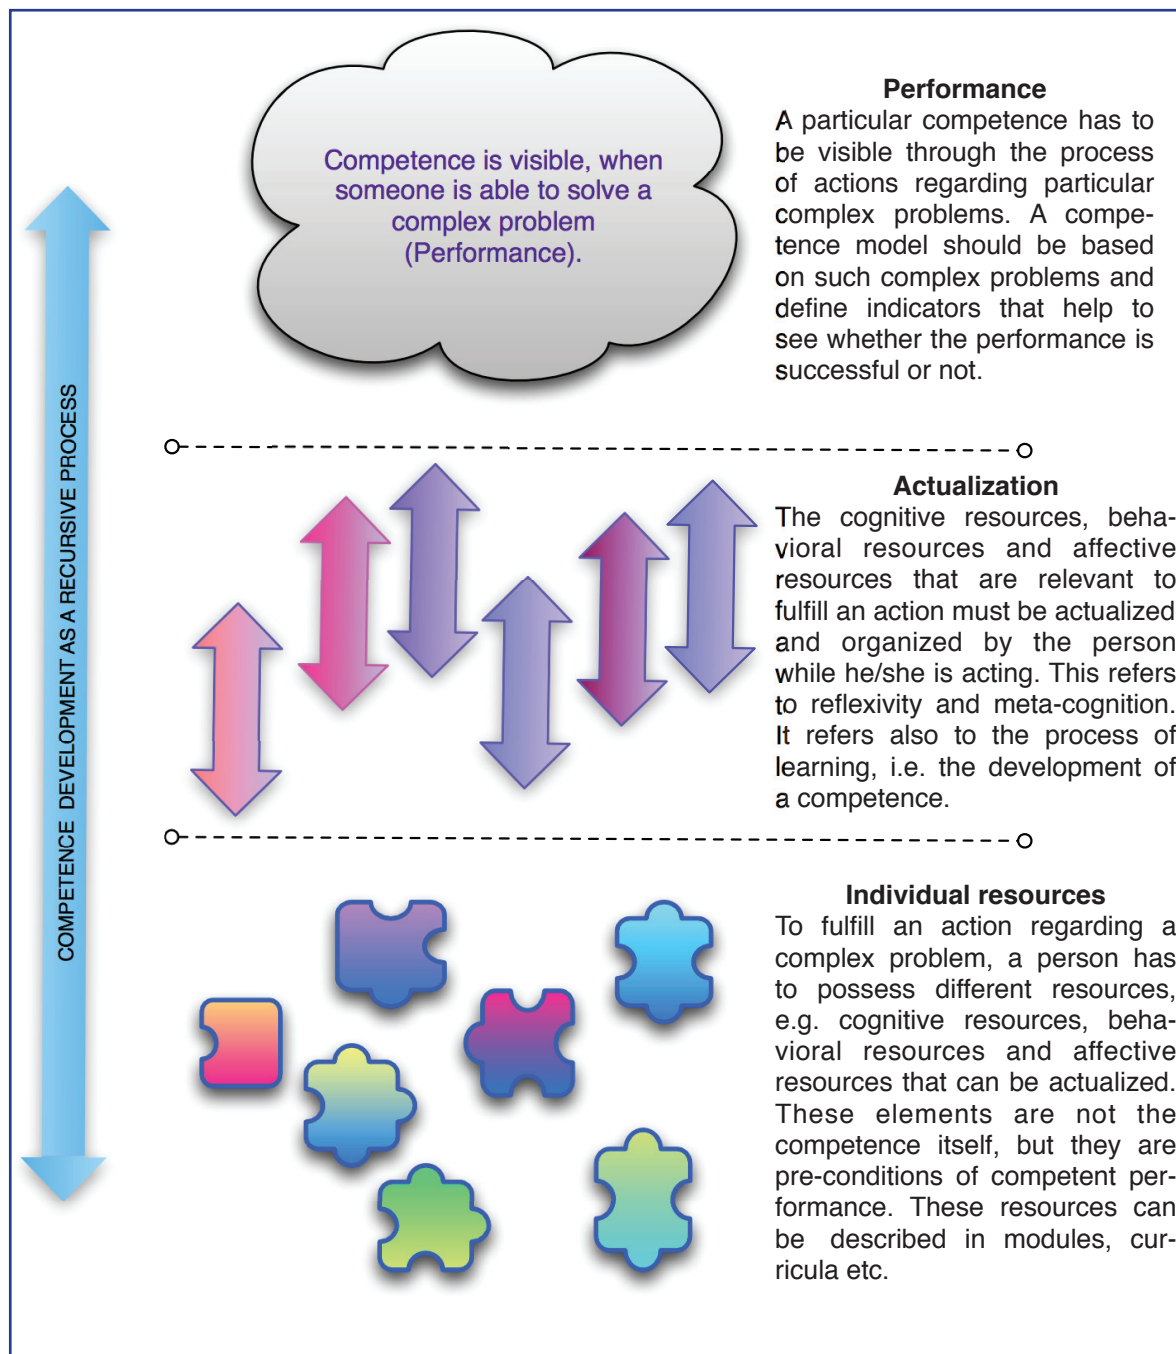 Competence is visible, when
someone is able to solve a
complex problem
(Performance).
Performance
A particular competence has to
be visible through the process
of actions regarding particular
complex problems. A compe-
tence model should be based
on such complex problems and
define indicators that help to
see whether the performance is
successful or not.
COMPETENCE DEVELOPMENT AS A RECURSIVE PROCESS
Actualization
The cognitive resources, beha-
vioral resources and affective
resources that are relevant to
fulfill an action must be actualized
and organized by the person
while he/she is acting. This refers
to reflexivity and meta-cognition.
It refers also to the process of
learning, i.e. the development of
a competence.
Individual resources
To fulfill an action regarding a
complex problem, a person has
to possess different resources,
e.g. cognitive resources, beha-
vioral resources and affective
resources that can be actualized.
These elements are not the
competence itself, but they are
pre-conditions of competent per-
formance. These resources can
be described in modules, cur-
ricula etc.